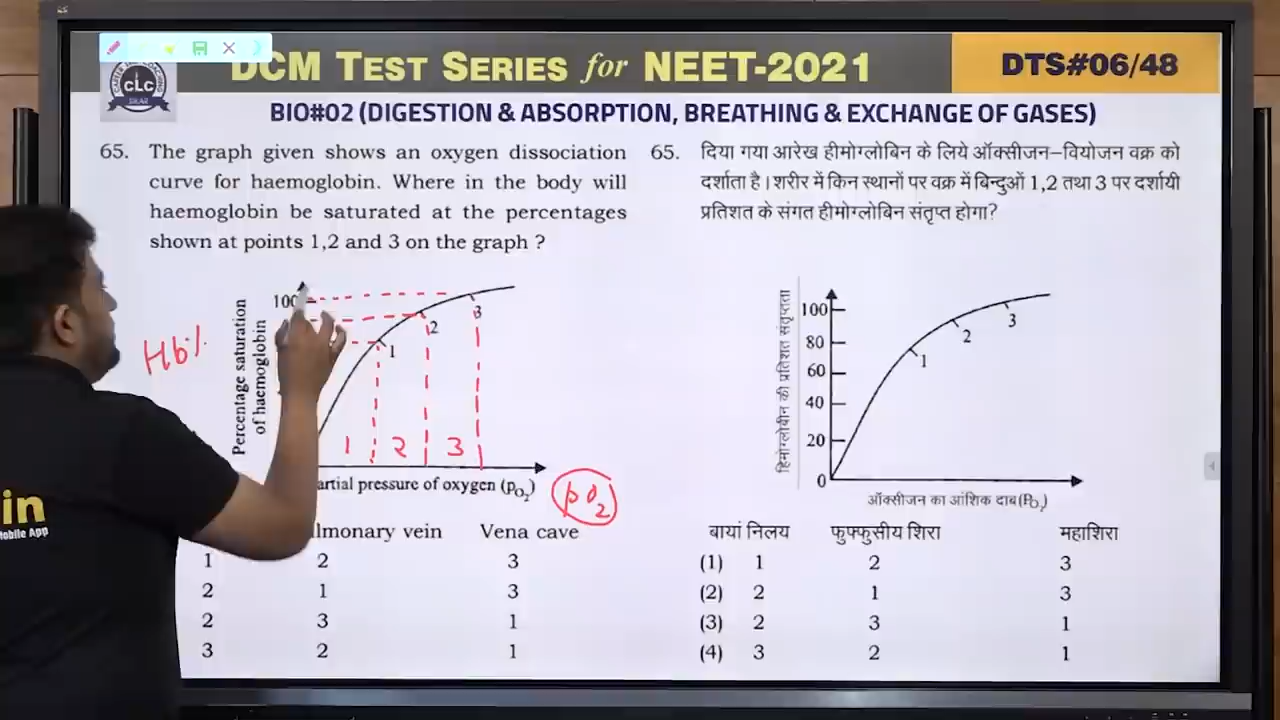 DCM TEST SERIES for NEET-2021
DTS#06/48
CLC
SIKAR
BIO#02 (DIGESTION & ABSORPTION, BREATHING & EXCHANGE OF GASES)
65. The graph given shows an oxygen dissociation
curve for haemoglobin. Where in the body will
haemoglobin be saturated at the percentages
shown at points 1,2 and 3 on the graph ?
Percentage saturation
of haemoglobin
100
1
2
3
Hb%
1 2 3
artial pressure of oxygen (pO2)
pO2
lmonary vein Vena cave
1 2 3
2 1 3
2 3 1
3 2 1
65. दिया गया आरेख हीमोग्लोबिन के लिये ऑक्सीजन–वियोजन वक्र को
दर्शाता है। शरीर में किन स्थानों पर वक्र में बिन्दुओं 1,2 तथा 3 पर दर्शायी
प्रतिशत के संगत हीमोग्लोबिन संतृप्त होगा?
हिमोग्लोबीन की प्रतिशत संतृप्तता
100
80
60
40
20
0
1
2
3
ऑक्सीजन का आंशिक दाब(PO2)
बायां निलय फुफ्फुसीय शिरा महाशिरा
(1) 1 2 3
(2) 2 1 3
(3) 2 3 1
(4) 3 2 1
in
Mobile App